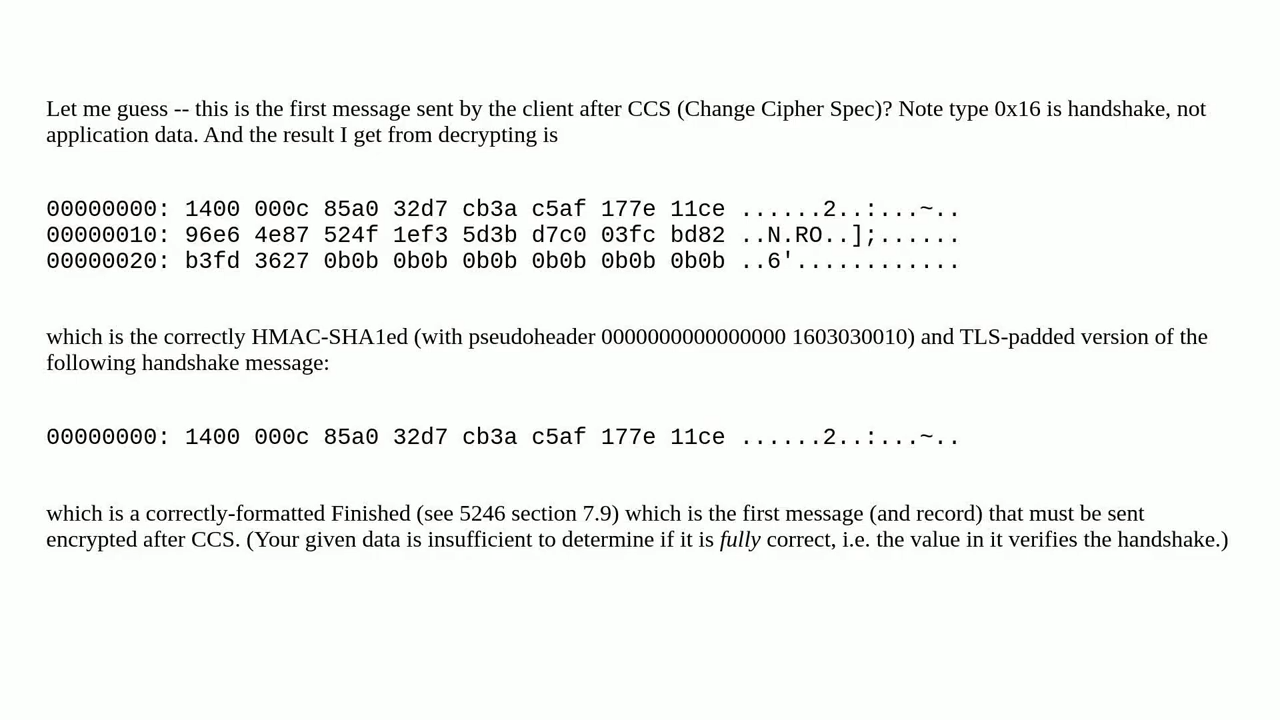 Let me guess -- this is the first message sent by the client after CCS (Change Cipher Spec)? Note type 0x16 is handshake, not
application data. And the result I get from decrypting is
00000000: 1400 000c 85a0 32d7 cb3a c5af 177e 11ce ......2..:...~..
00000010: 96e6 4e87 524f 1ef3 5d3b d7c0 03fc bd82 ..N.RO..];......
00000020: b3fd 3627 0b0b 0b0b 0b0b 0b0b 0b0b 0b0b ..6'............
which is the correctly HMAC-SHA1ed (with pseudoheader 0000000000000000 1603030010) and TLS-padded version of the
following handshake message:
00000000: 1400 000c 85a0 32d7 cb3a c5af 177e 11ce ......2..:...~..
which is a correctly-formatted Finished (see 5246 section 7.9) which is the first message (and record) that must be sent
encrypted after CCS. (Your given data is insufficient to determine if it is fully correct, i.e. the value in it verifies the handshake.)